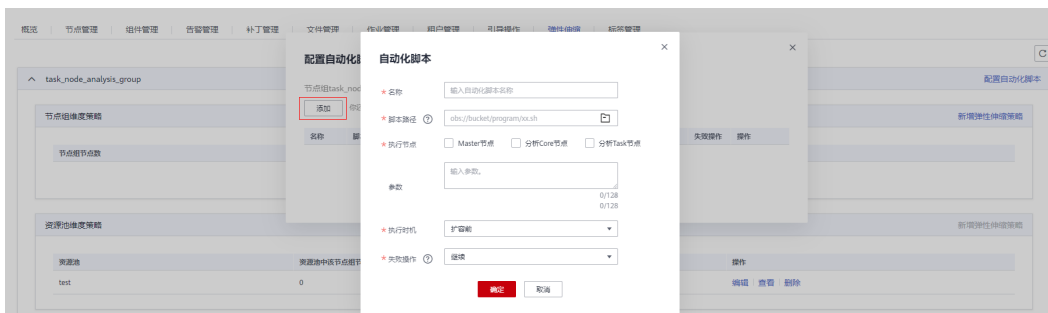 概览 节点管理 组件管理 告警管理 补丁管理 文件管理 作业管理 租户管理 引导操作 弹性伸缩 标签管理
task_node_analysis_group
配置自动化脚本
节点组维度策略
新增弹性伸缩策略
节点组节点数
资源池维度策略
新增弹性伸缩策略
资源池 资源池中该节点组节 操作
test 0 编辑 查看 删除
配置自动化
节点组task_nod
添加
名称 失败操作 操作
自动化脚本
* 名称 输入自动化脚本名称
* 脚本路径 obs://bucket/program/xx.sh
* 执行节点 Master节点 分析Core节点 分析Task节点
参数 输入参数。
0/128
0/128
* 执行时机 扩容前
* 失败操作 继续
确定 取消